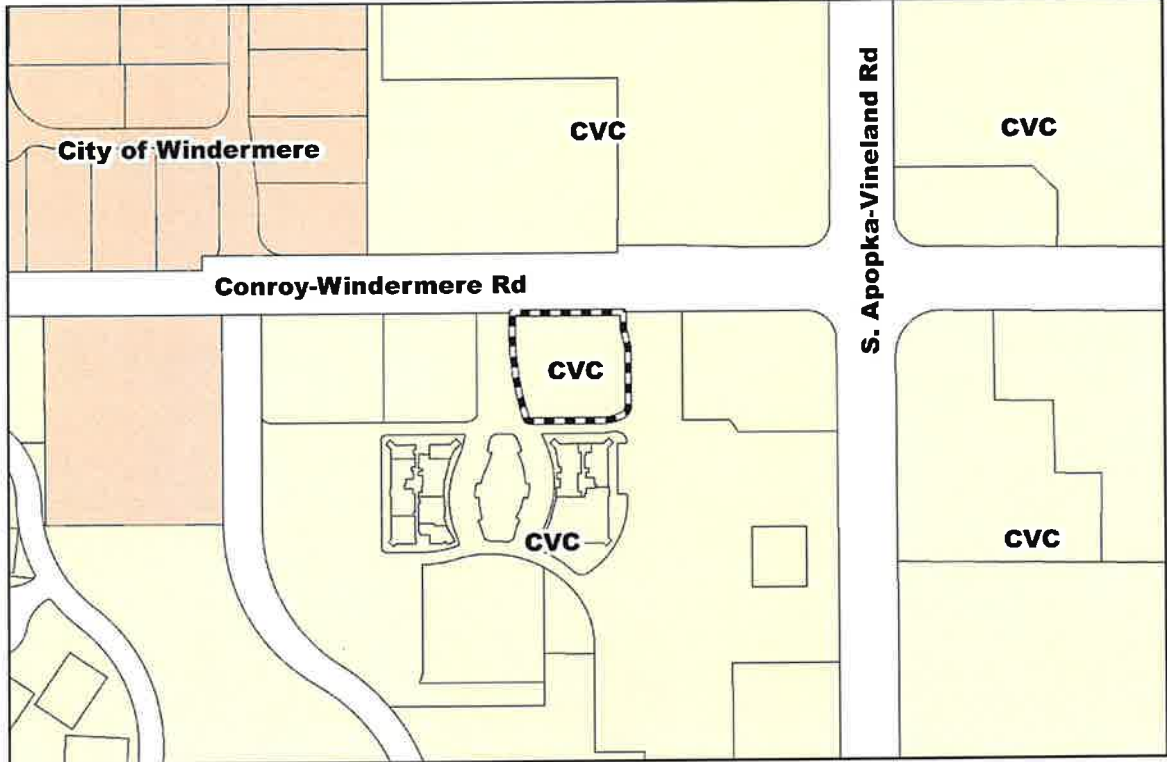 CVC
CVC
City of Windermere
S. Apopka-Vineland Rd
Conroy-Windermere Rd
CVC
CVC
CVC